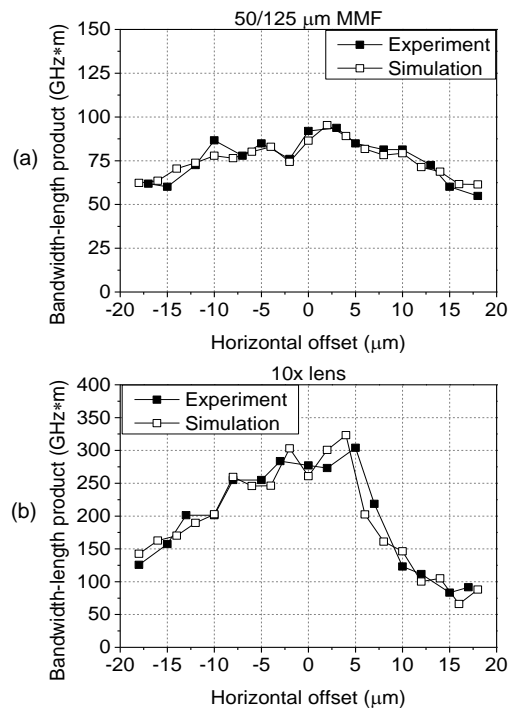 50/125 μm MMF
Experiment
Simulation
Bandwidth-length product (GHz*m)
150
125
100
75
50
25
0
(a)
-20 -15 -10 -5 0 5 10 15 20
Horizontal offset (μm)
10x lens
Experiment
Simulation
Bandwidth-length product (GHz*m)
400
350
300
250
200
150
100
50
0
(b)
-20 -15 -10 -5 0 5 10 15 20
Horizontal offset (μm)